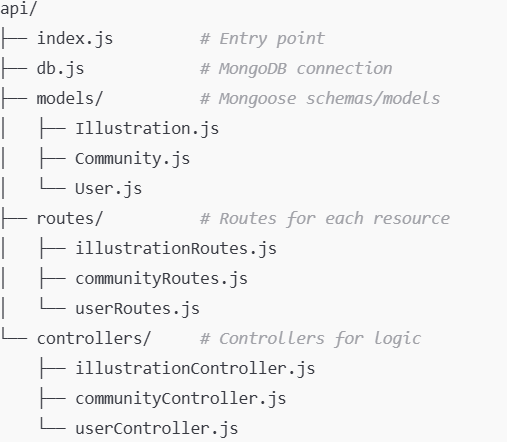 api/
├── index.js         # Entry point
├── db.js            # MongoDB connection
├── models/          # Mongoose schemas/models
│   ├── Illustration.js
│   ├── Community.js
│   └── User.js
├── routes/          # Routes for each resource
│   ├── illustrationRoutes.js
│   ├── communityRoutes.js
│   └── userRoutes.js
└── controllers/     # Controllers for logic
    ├── illustrationController.js
    ├── communityController.js
    └── userController.js